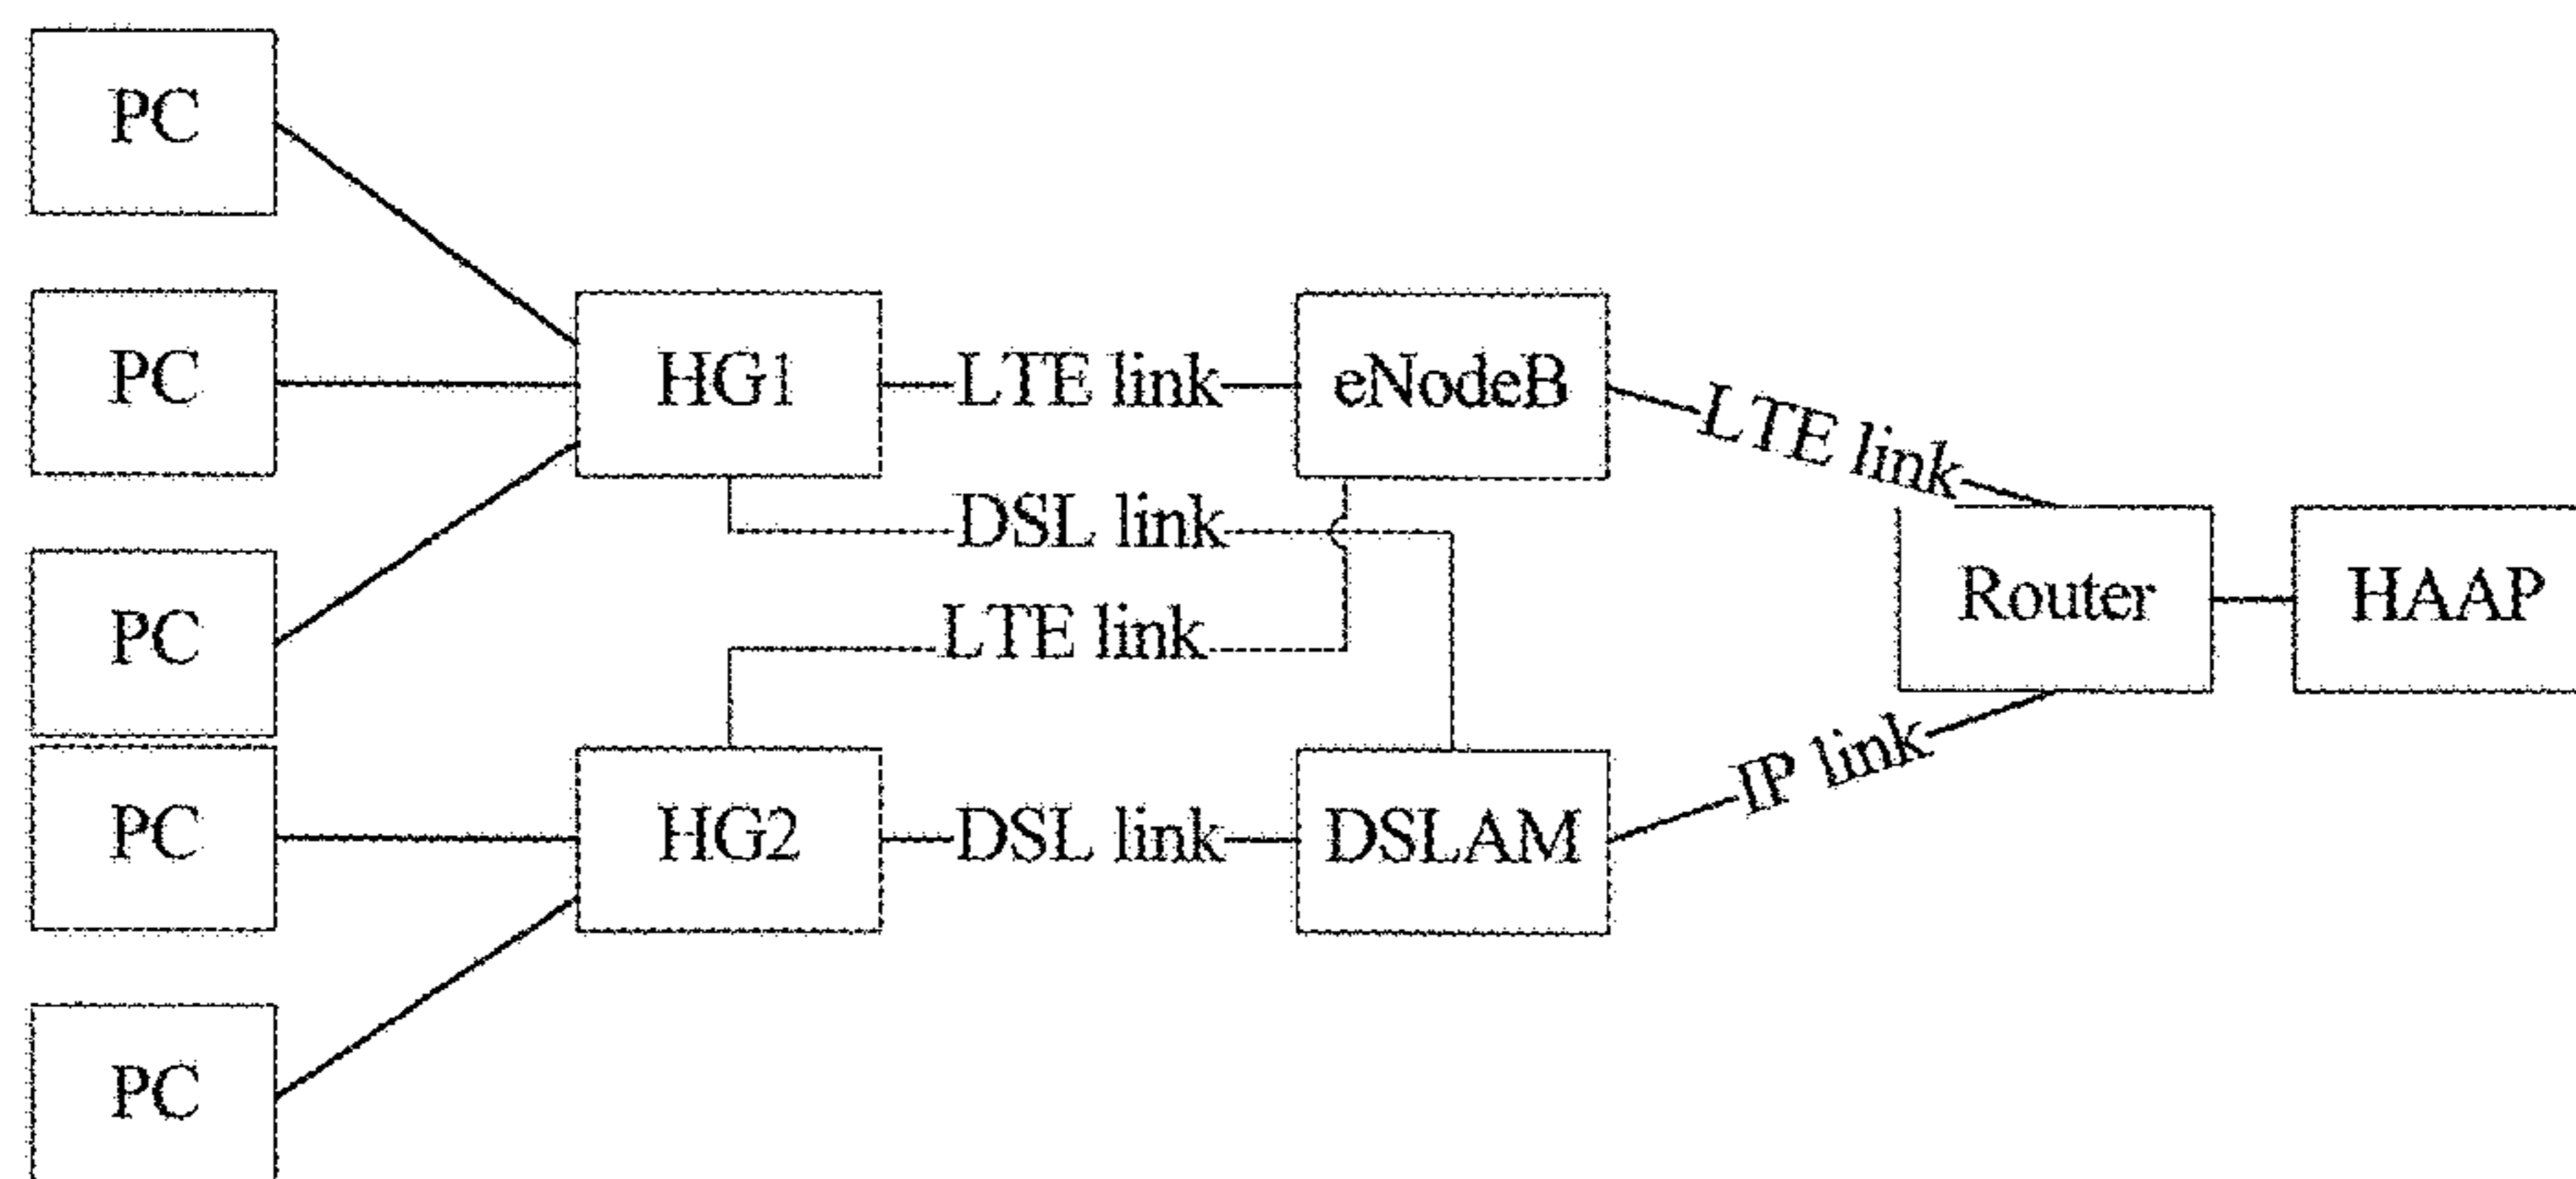 PC
PC
HG1
LTE link
eNodeB
LTE link
DSL link
PC
LTE link
Router
HAAP
IP link
PC
HG2
DSL link
DSLAM
PC